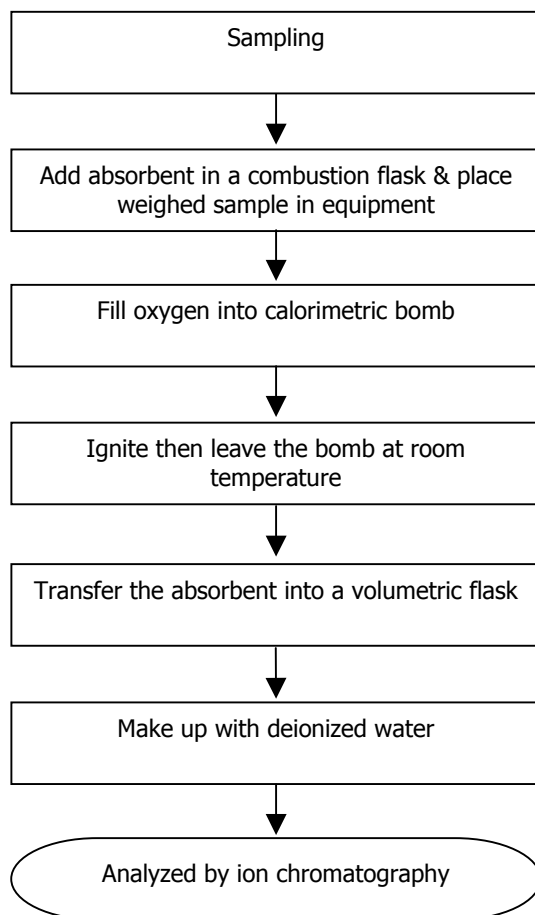 Sampling
Add absorbent in a combustion flask & place
weighed sample in equipment
Fill oxygen into calorimetric bomb
Ignite then leave the bomb at room
temperature
Transfer the absorbent into a volumetric flask
Make up with deionized water
Analyzed by ion chromatography